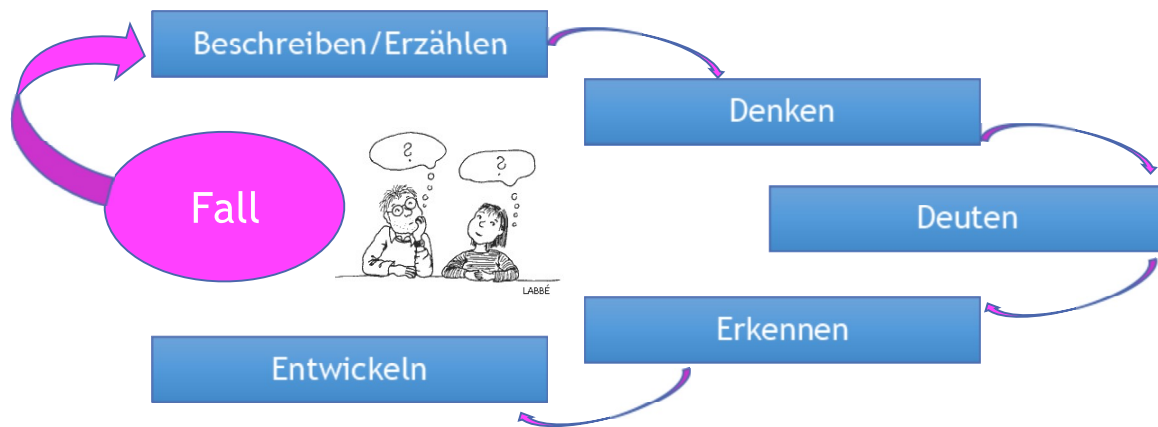 Beschreiben/Erzählen
Denken
Deuten
Fall
?
?
LABBÉ
Erkennen
Entwickeln